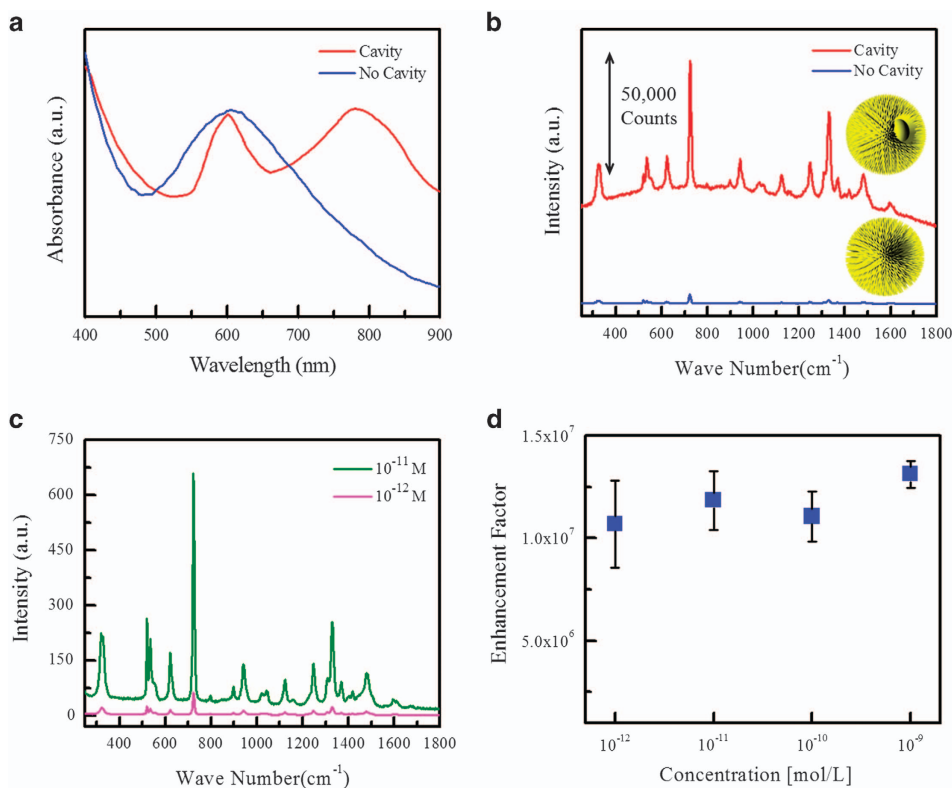 a
Cavity
No Cavity
Absorbance (a.u.)
400 500 600 700 800 900
Wavelength (nm)
b
Cavity
No Cavity
50,000
Counts
Intensity (a.u.)
400 600 800 1000 1200 1400 1600 1800
Wave Number(cm⁻¹)
c
750
600
450
300
150
0
10⁻¹¹ M
10⁻¹² M
Intensity (a.u.)
400 600 800 1000 1200 1400 1600 1800
Wave Number(cm⁻¹)
d
1.5x10⁷
1.0x10⁷
5.0x10⁶
Enhancement Factor
10⁻¹² 10⁻¹¹ 10⁻¹⁰ 10⁻⁹
Concentration [mol/L]